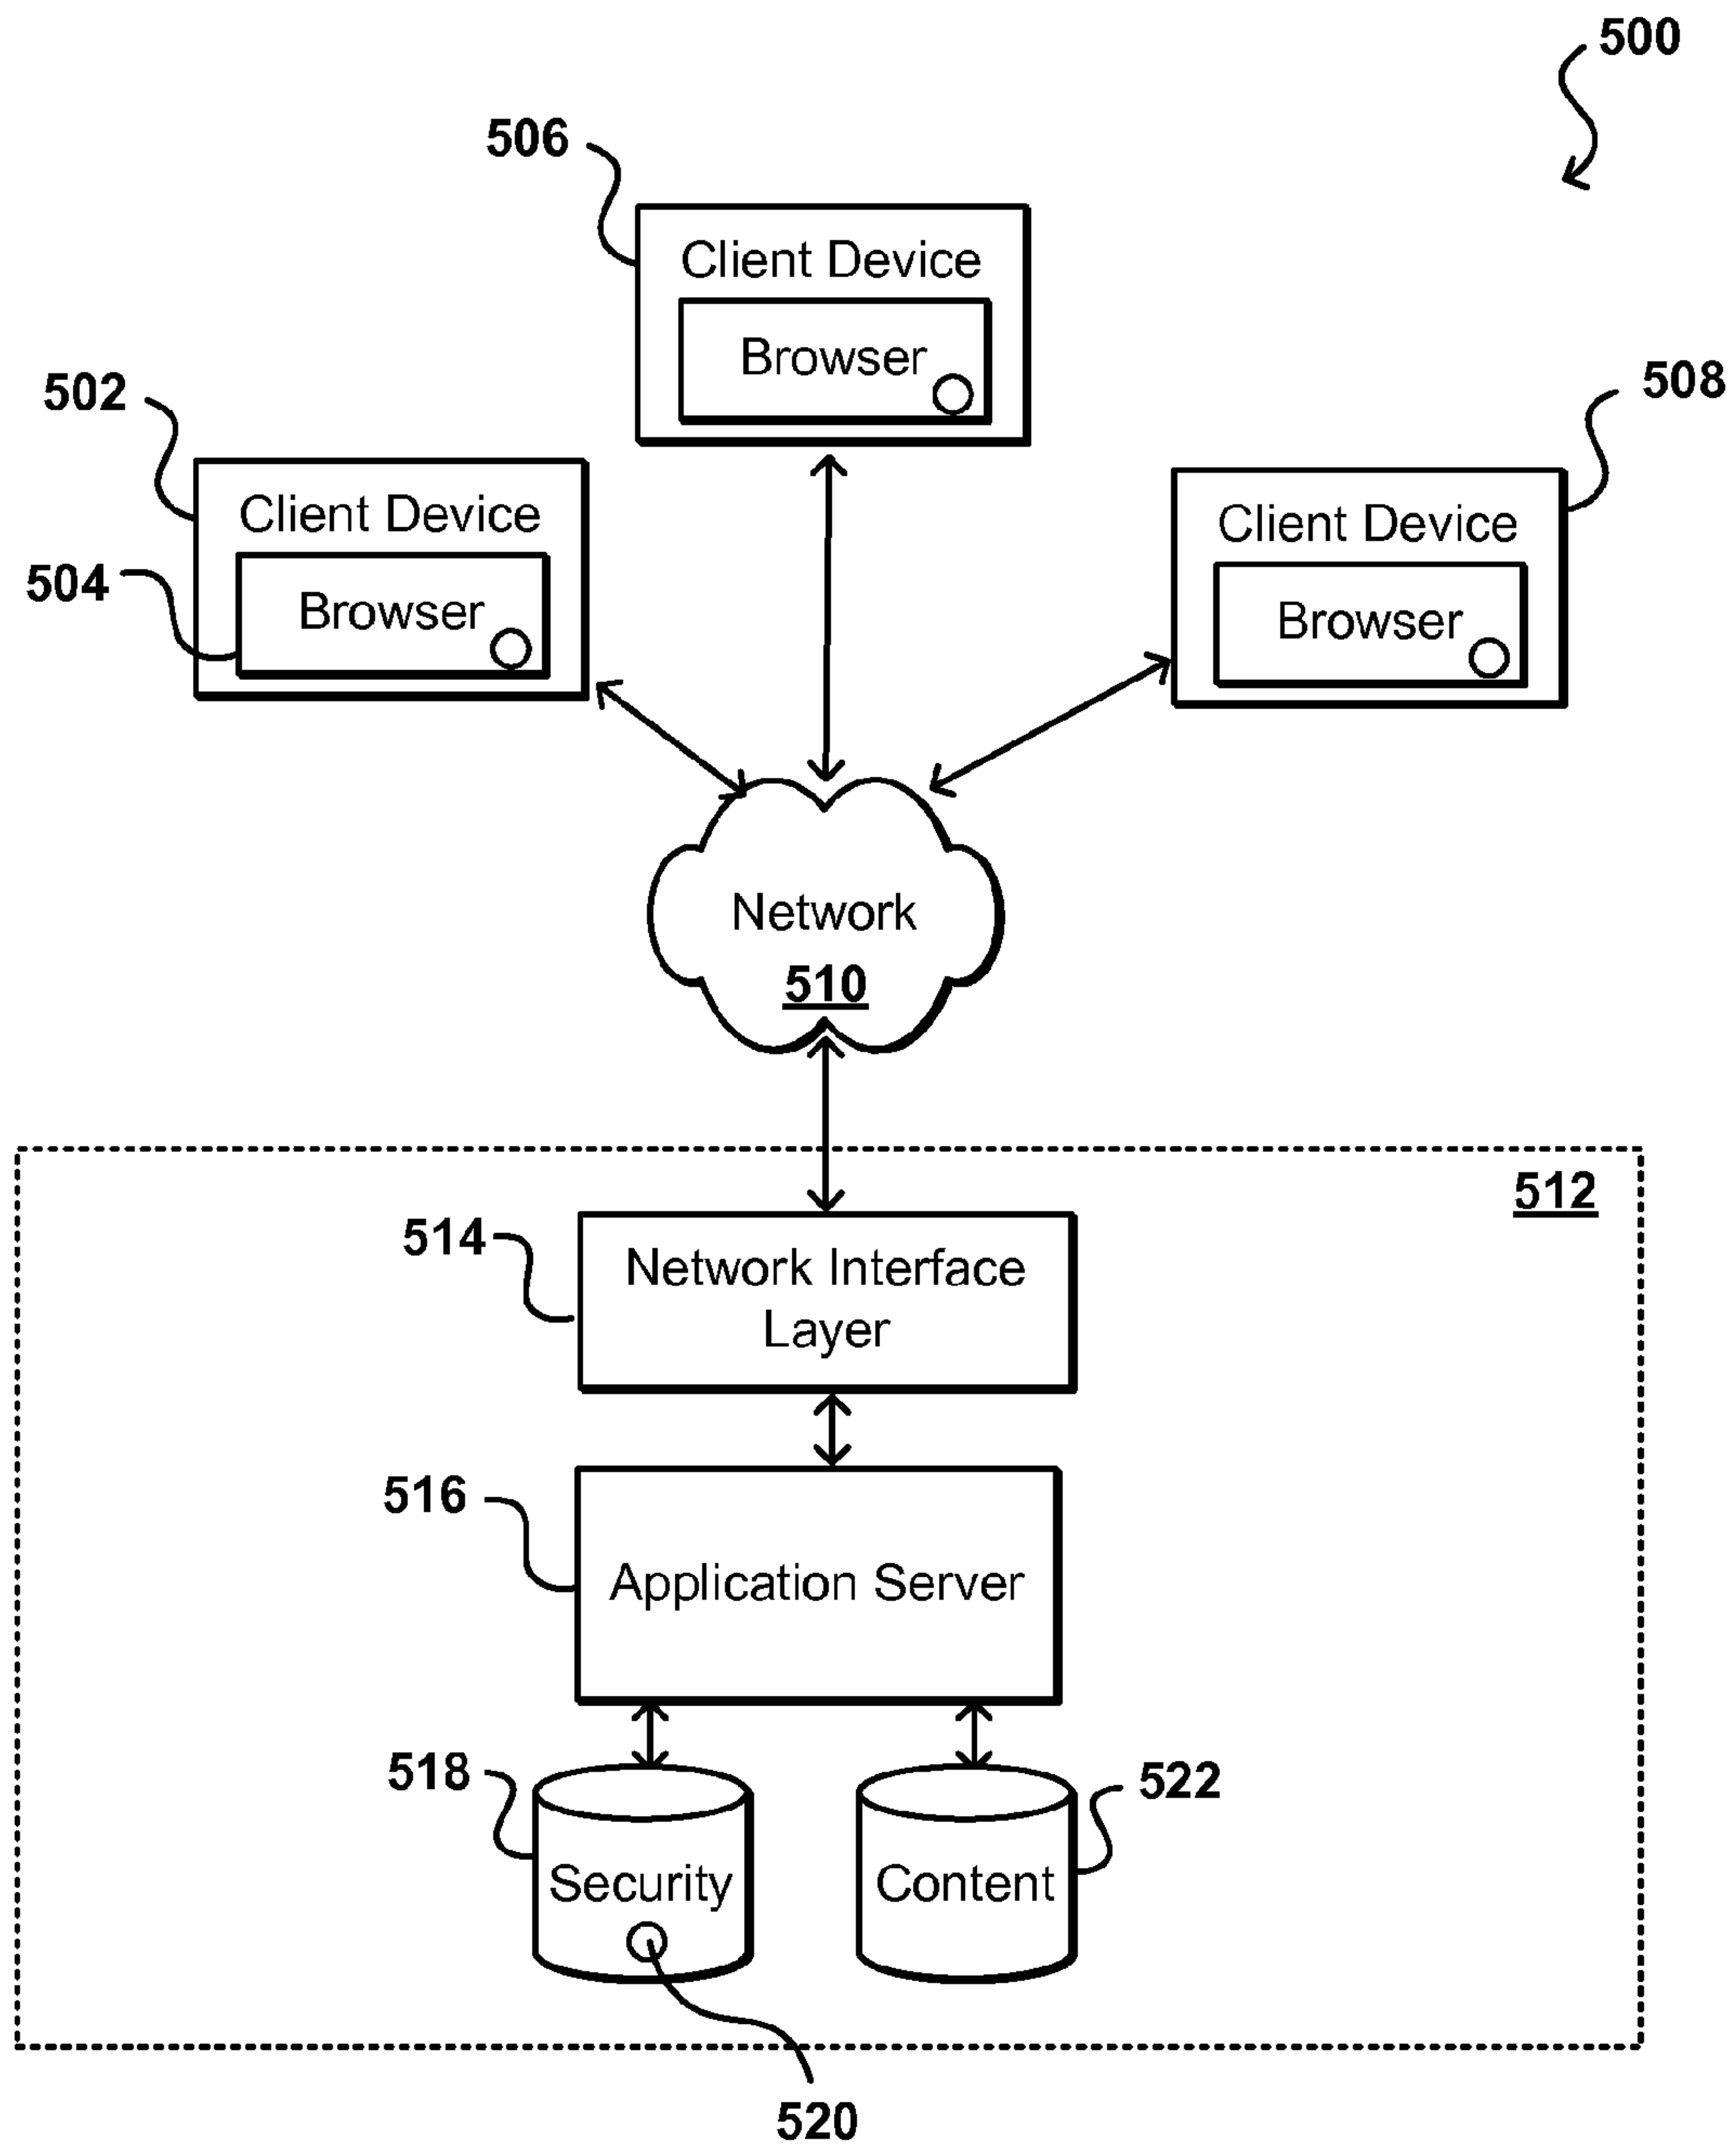 500
506
Client Device
Browser
502
Client Device
504
Browser
508
Client Device
Browser
Network
510
512
514
Network Interface
Layer
516
Application Server
518
Security
522
Content
520